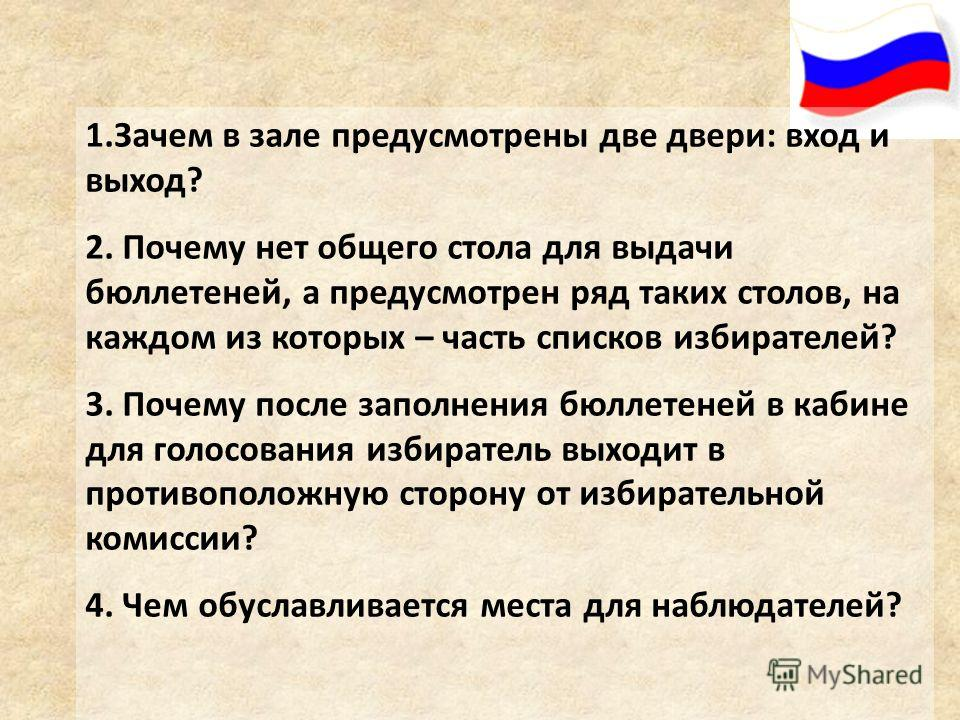 1.Зачем в зале предусмотрены две двери: вход и
выход?
2. Почему нет общего стола для выдачи
бюллетеней, а предусмотрен ряд таких столов, на
каждом из которых – часть списков избирателей?
3. Почему после заполнения бюллетеней в кабине
для голосования избиратель выходит в
противоположную сторону от избирательной
комиссии?
4. Чем обуславливается места для наблюдателей?
MyShared